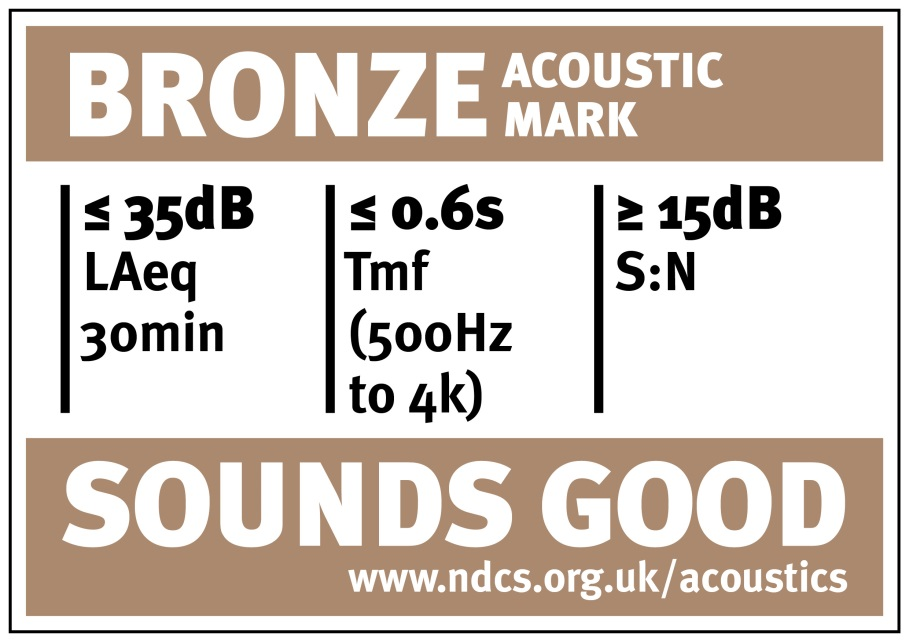 BRONZE ACOUSTIC
MARK
≤ 35dB
LAeq
30min
≤ 0.6s
Tmf
(500Hz
to 4k)
≥ 15dB
S:N
SOUNDS GOOD
www.ndcs.org.uk/acoustics